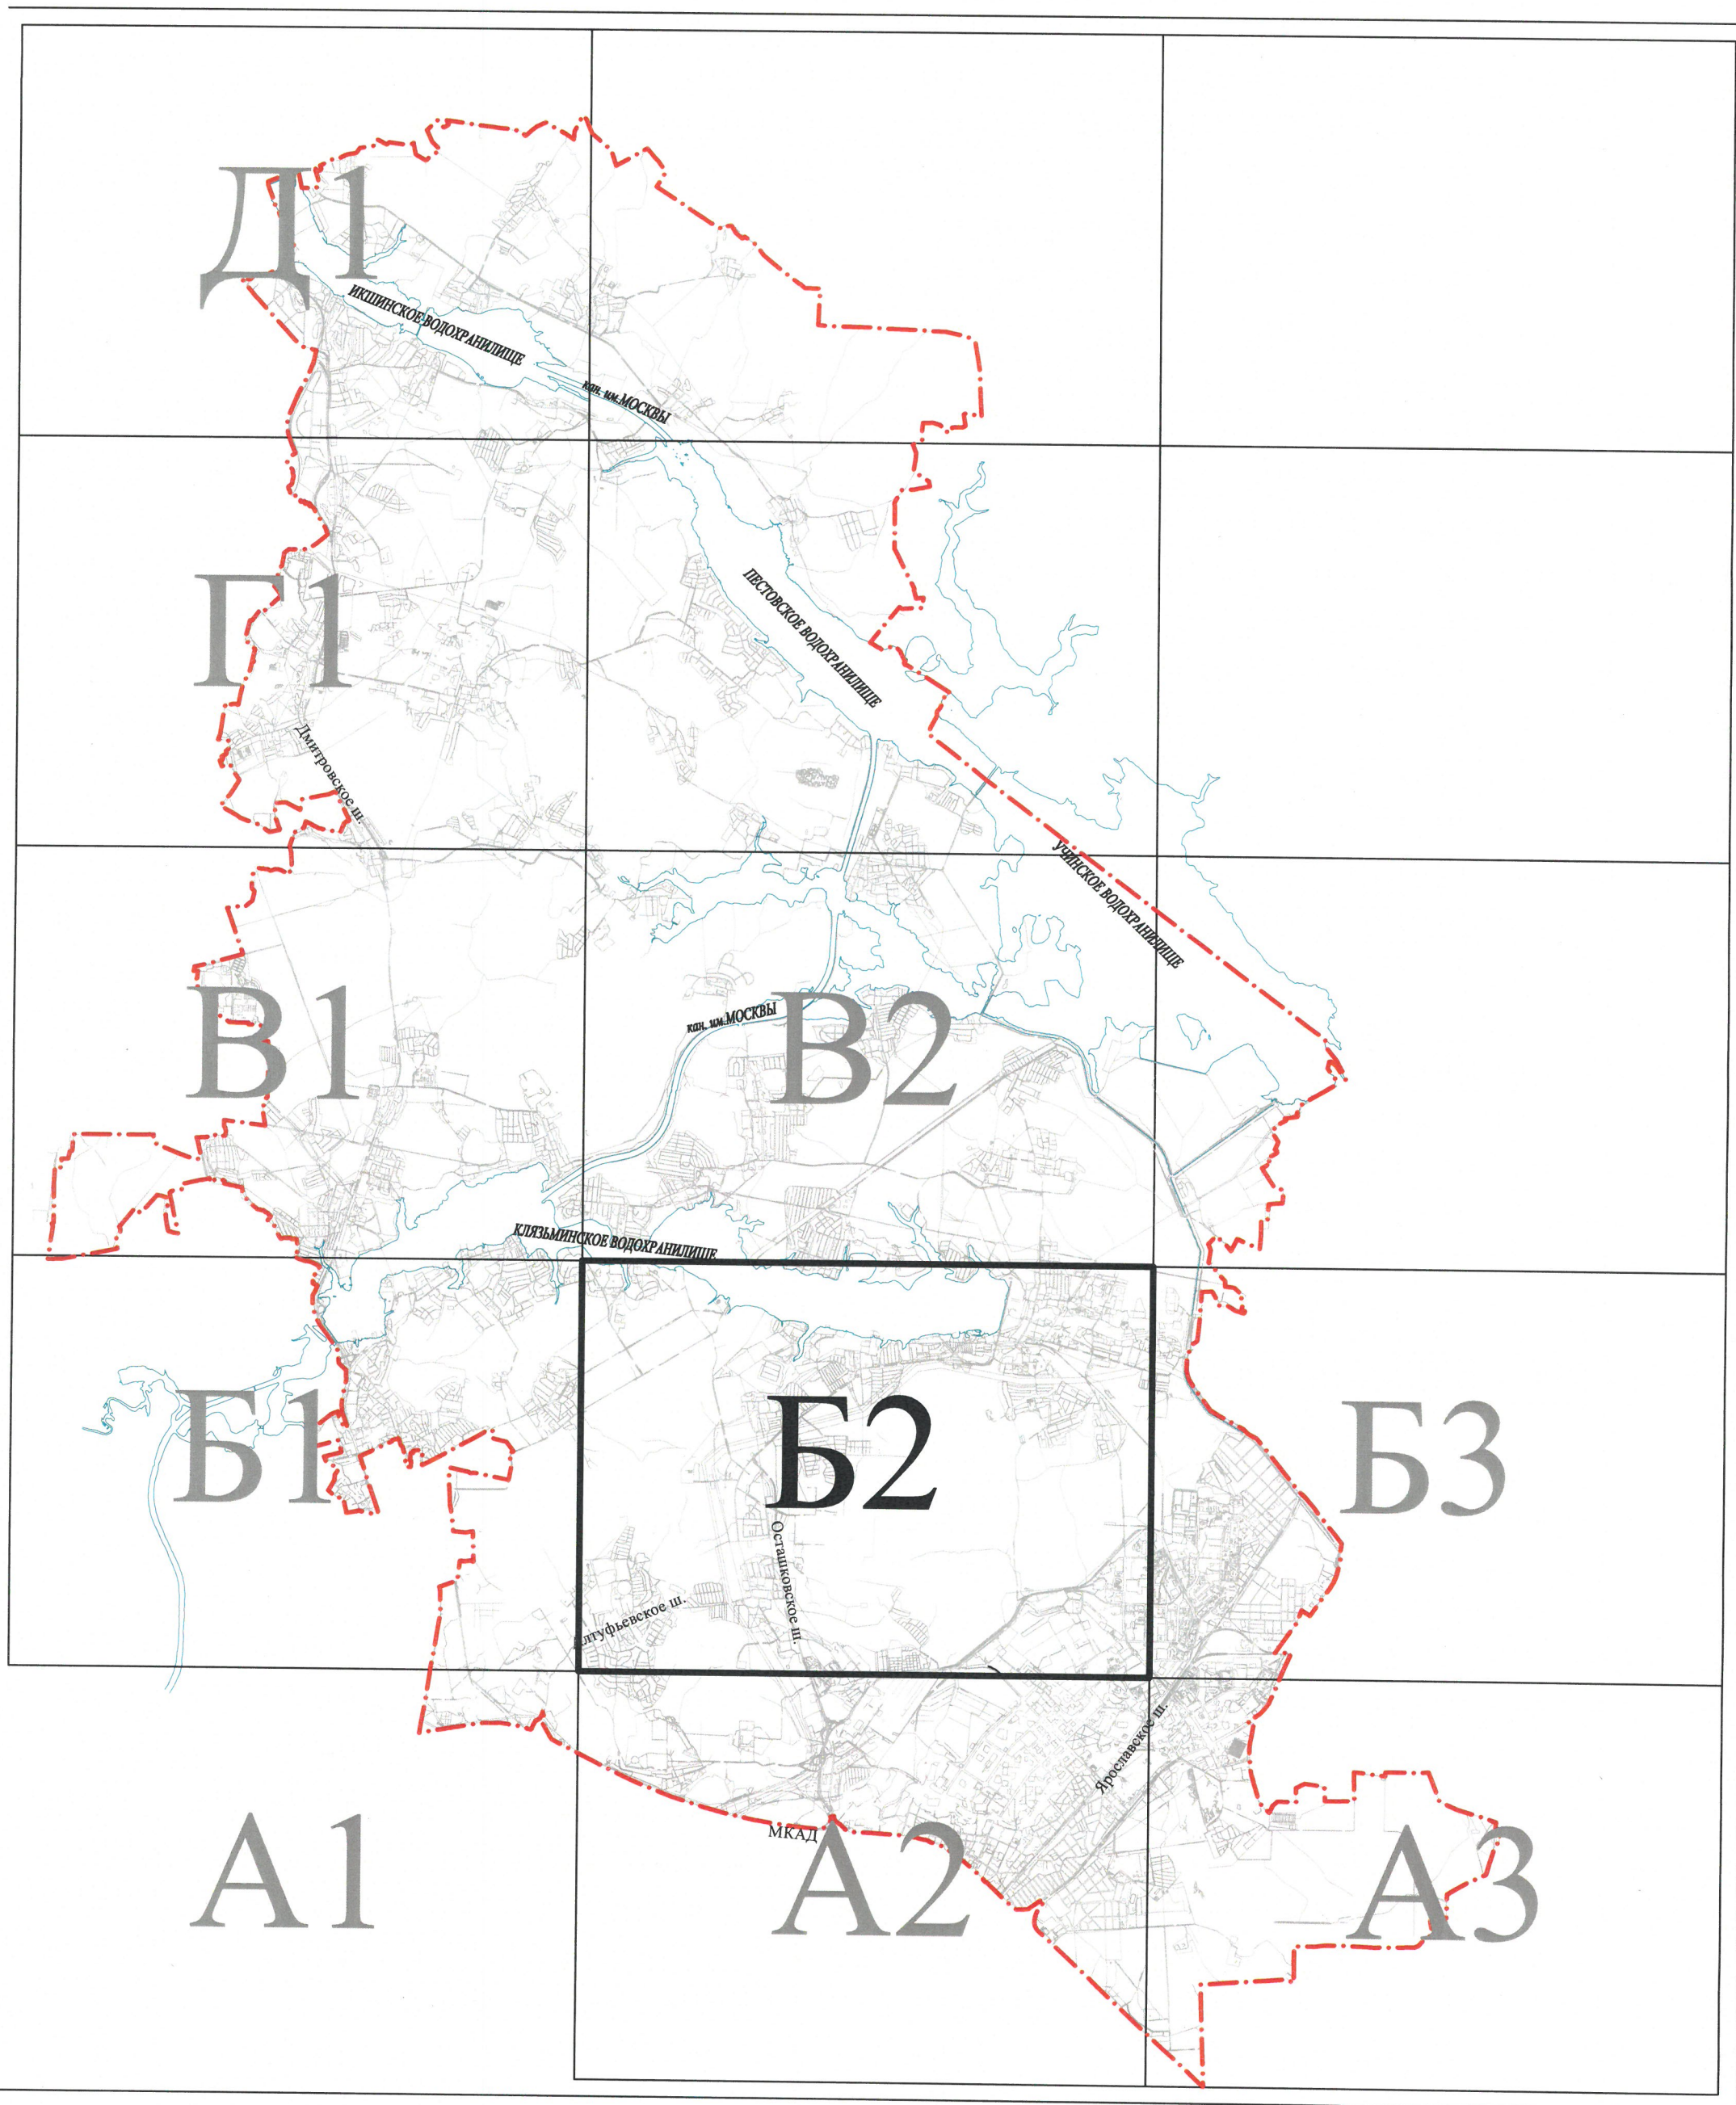 Д1
ИКШИНСКОЕ ВОДОХРАНИЛИЩЕ
кан. им.МОСКВЫ
Г1
ПЕСТОВСКОЕ ВОДОХРАНИЛИЩЕ
Дмитровское ш.
УЧИНСКОЕ ВОДОХРАНИЛИЩЕ
В1
кан. им.МОСКВЫ
В2
КЛЯЗЬМИНСКОЕ ВОДОХРАНИЛИЩЕ
Б1
Б2
Б3
Осташковское ш.
Алтуфьевское ш.
Ярославское ш.
МКАД
А1
А2
А3